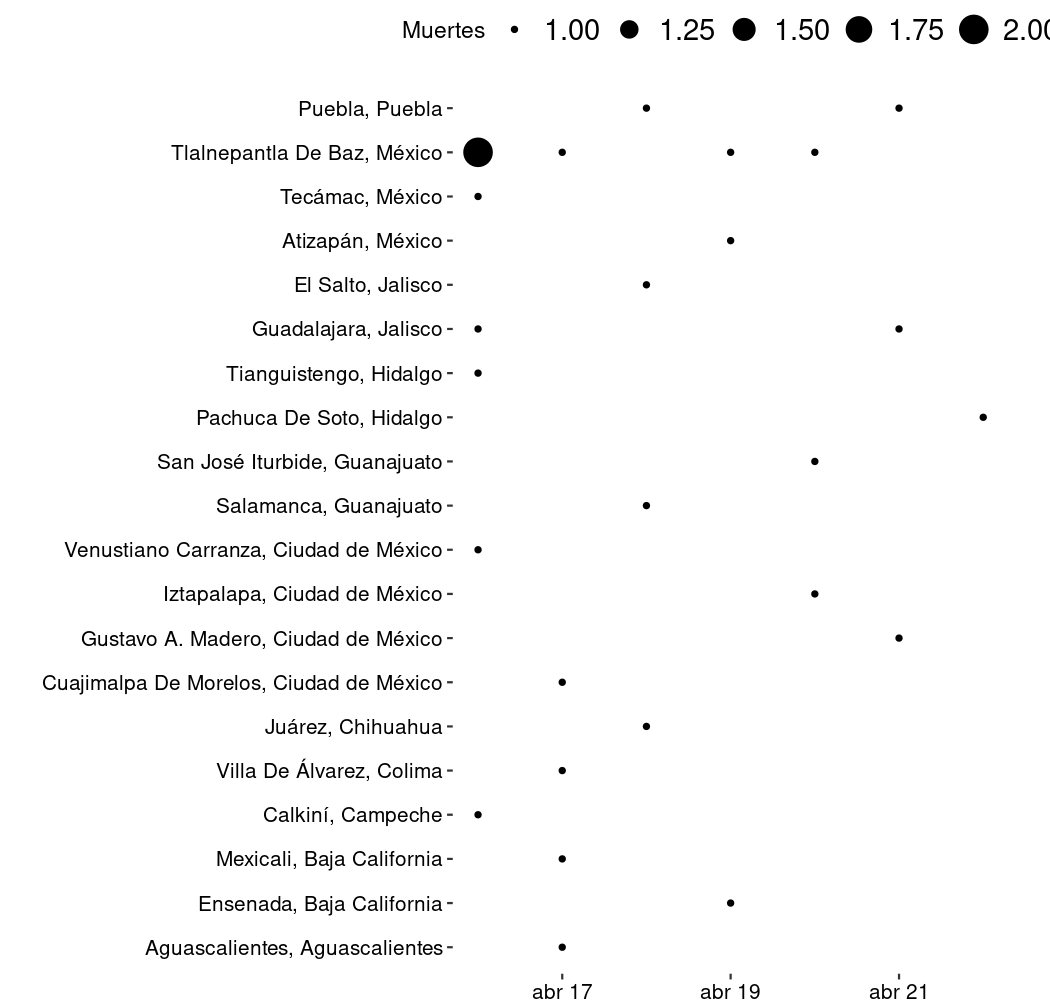 Muertes 1.00 1.25 1.50 1.75 2.00
Puebla, Puebla
Tlalnepantla De Baz, México
Tecámac, México
Atizapán, México
El Salto, Jalisco
Guadalajara, Jalisco
Tianguistengo, Hidalgo
Pachuca De Soto, Hidalgo
San José Iturbide, Guanajuato
Salamanca, Guanajuato
Venustiano Carranza, Ciudad de México
Iztapalapa, Ciudad de México
Gustavo A. Madero, Ciudad de México
Cuajimalpa De Morelos, Ciudad de México
Juárez, Chihuahua
Villa De Álvarez, Colima
Calkiní, Campeche
Mexicali, Baja California
Ensenada, Baja California
Aguascalientes, Aguascalientes
abr 17 abr 19 abr 21